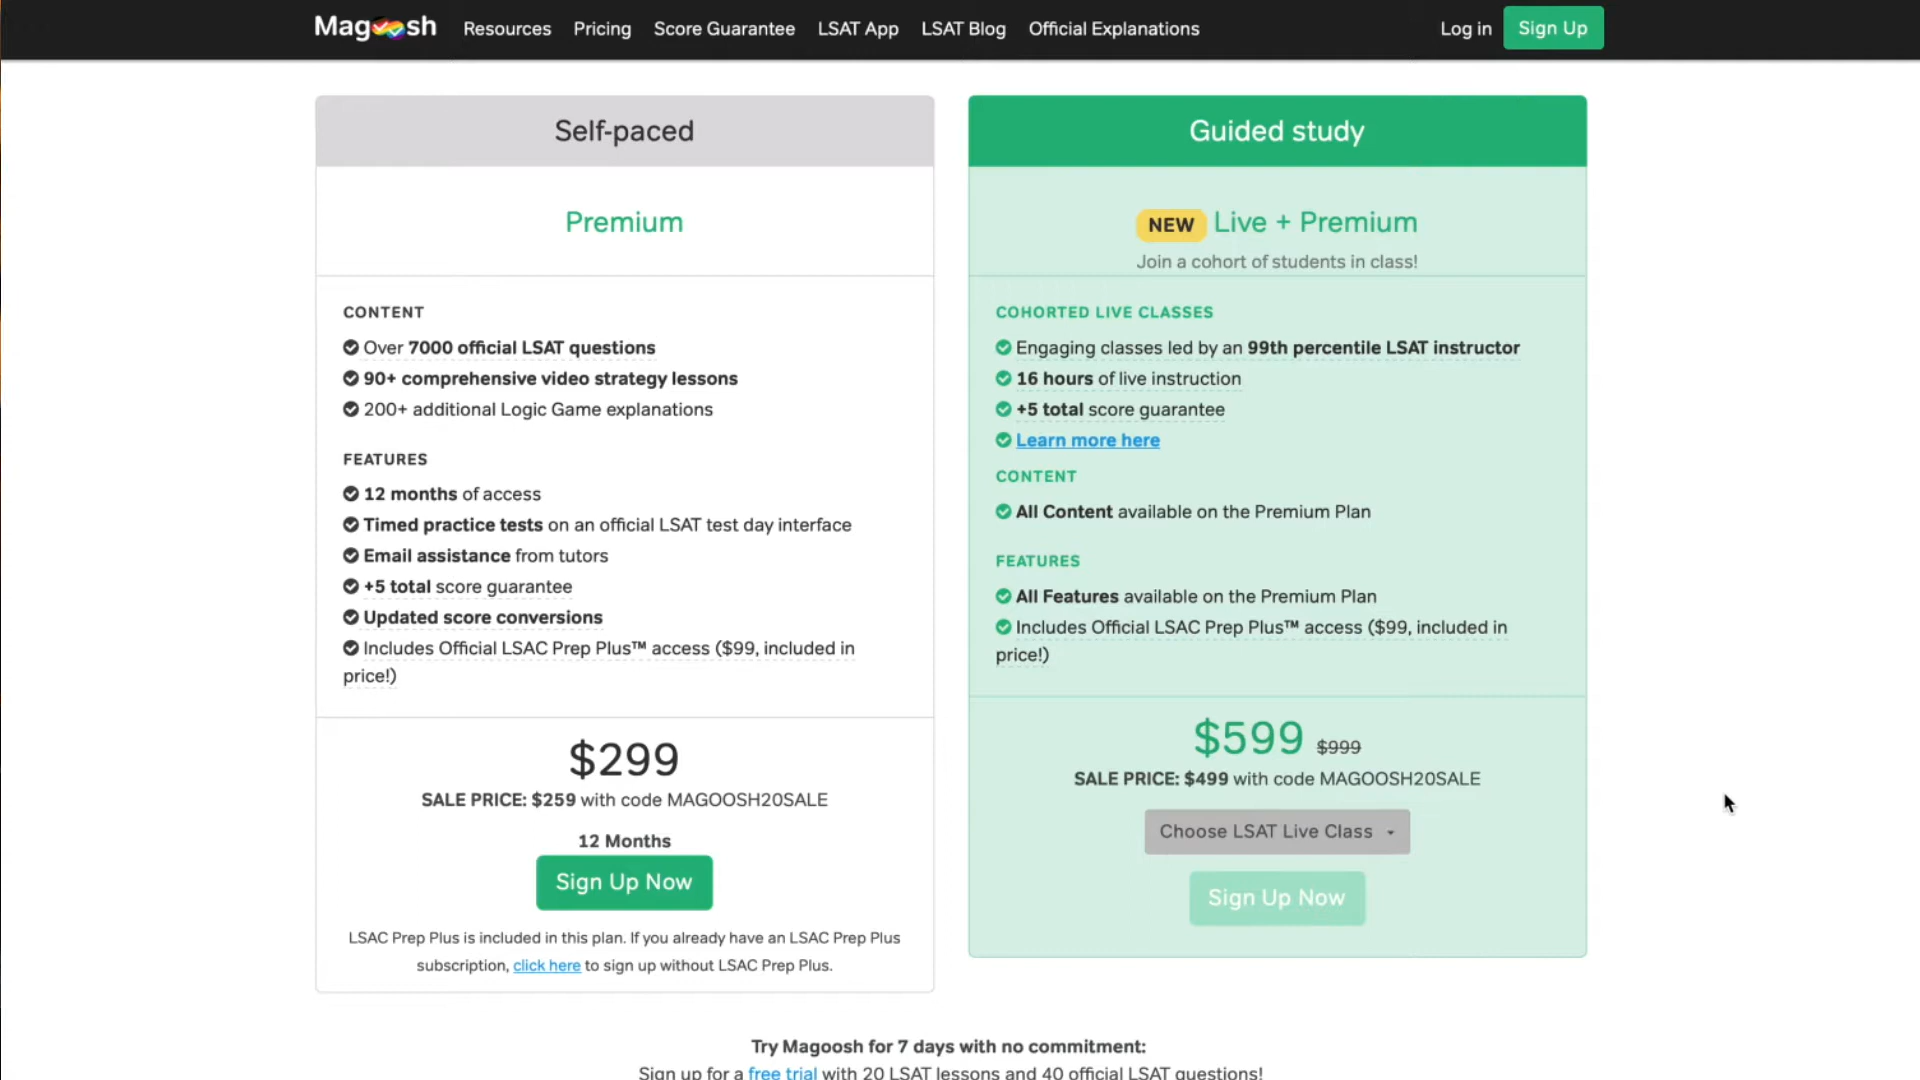 Magoosh Resources Pricing Score Guarantee LSAT App LSAT Blog Official Explanations Log in Sign Up
Self-paced
Premium
CONTENT
Over 7000 official LSAT questions
90+ comprehensive video strategy lessons
200+ additional Logic Game explanations
FEATURES
12 months of access
Timed practice tests on an official LSAT test day interface
Email assistance from tutors
+5 total score guarantee
Updated score conversions
Includes Official LSAC Prep Plus™ access ($99, included in
price!)
$299
SALE PRICE: $259 with code MAGOOSH20SALE
12 Months
Sign Up Now
LSAC Prep Plus is included in this plan. If you already have an LSAC Prep Plus
subscription, click here to sign up without LSAC Prep Plus.
Guided study
NEW Live + Premium
Join a cohort of students in class!
COHORTED LIVE CLASSES
Engaging classes led by an 99th percentile LSAT instructor
16 hours of live instruction
+5 total score guarantee
Learn more here
CONTENT
All Content available on the Premium Plan
FEATURES
All Features available on the Premium Plan
Includes Official LSAC Prep Plus™ access ($99, included in
price!)
$599 $999
SALE PRICE: $499 with code MAGOOSH20SALE
Choose LSAT Live Class
Sign Up Now
Try Magoosh for 7 days with no commitment:
Sign up for a free trial with 20 LSAT lessons and 40 official LSAT questions!